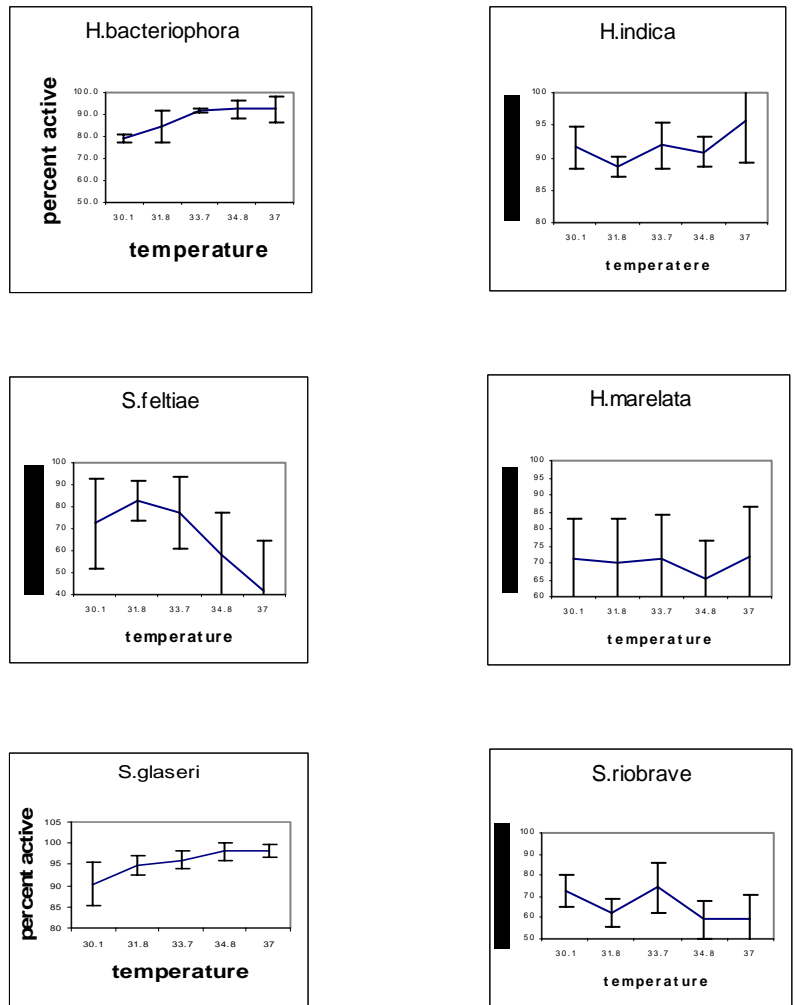 H.bacteriophora
percent active
100.0
90.0
80.0
70.0
60.0
50.0
30.1 31.8 33.7 34.8 37
temperature
H.indica
100
95
90
85
80
30.1 31.8 33.7 34.8 37
temperatere
S.feltiae
100
90
80
70
60
50
40
30.1 31.8 33.7 34.8 37
temperature
H.marelata
100
95
90
85
80
75
70
65
60
30.1 31.8 33.7 34.8 37
temperature
S.glaseri
percent active
105
100
95
90
85
80
30.1 31.8 33.7 34.8 37
temperature
S.riobrave
100
90
80
70
60
50
30.1 31.8 33.7 34.8 37
temperature